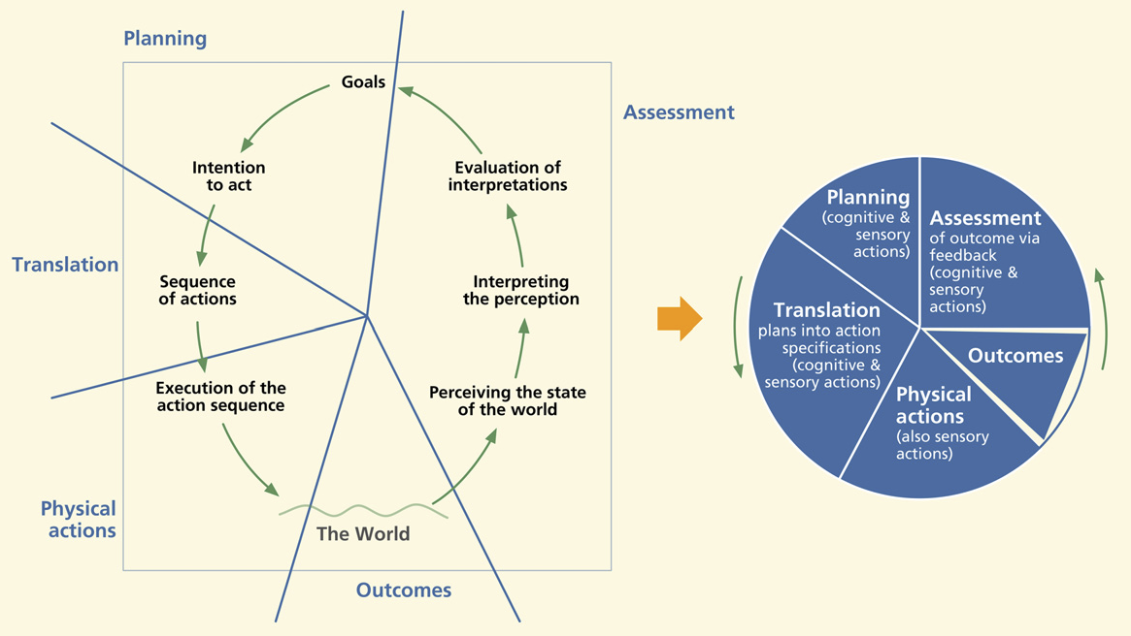 Planning
Goals
Assessment
Intention
to act
Evaluation of
interpretations
Translation
Sequence
of actions
Interpreting
the perception
Execution of the
action sequence
Perceiving the state
of the world
Physical
actions
The World
Outcomes
Planning
(cognitive &
sensory
actions)
Assessment
of outcome via
feedback
(cognitive &
sensory
actions)
Translation
plans into action
specifications
(cognitive &
sensory actions)
Outcomes
Physical
actions
(also sensory
actions)